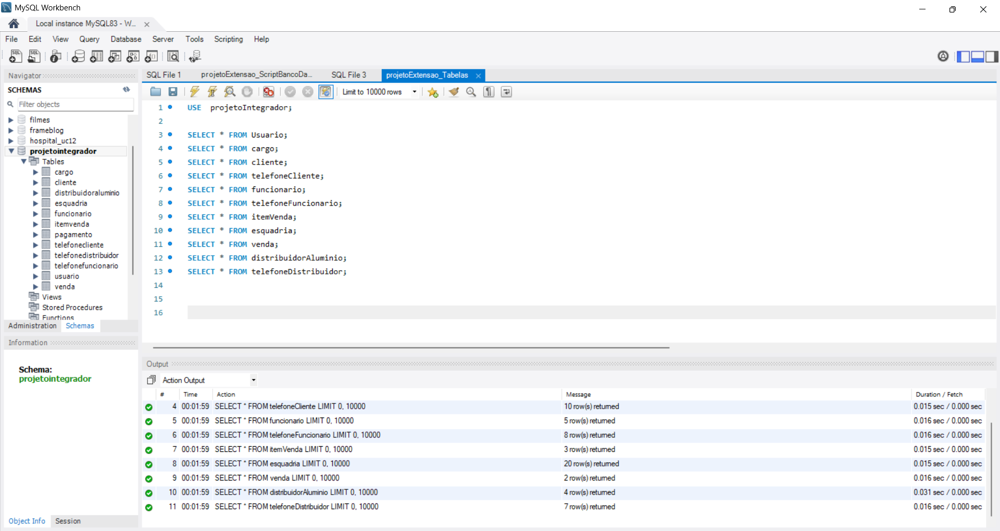 MySQL Workbench
Local instance MySQL83 - W...
File Edit View Query Database Server Tools Scripting Help
Navigator
SCHEMAS
Filter objects
filmes
frameblog
hospital_uc12
projetointegrador
Tables
cargo
cliente
distribuidoraluminio
esquadria
funcionario
itemvenda
pagamento
telefonecliente
telefonedistribuidor
telefonefuncionario
usuario
venda
Views
Stored Procedures
Functions
Administration Schemas
Information
Schema:
projetointegrador
Object Info Session
SQL File 1 projetoExtensao_ScriptBancoDa... SQL File 3 projetoExtensao_Tabelas
Limit to 10000 rows
1 USE projetoIntegrador;
2
3 SELECT * FROM Usuario;
4 SELECT * FROM cargo;
5 SELECT * FROM cliente;
6 SELECT * FROM telefoneCliente;
7 SELECT * FROM funcionario;
8 SELECT * FROM telefoneFuncionario;
9 SELECT * FROM itemVenda;
10 SELECT * FROM esquadria;
11 SELECT * FROM venda;
12 SELECT * FROM distribuidorAluminio;
13 SELECT * FROM telefoneDistribuidor;
14
15
16
Output
Action Output
# Time Action Message Duration / Fetch
4 00:01:59 SELECT * FROM telefoneCliente LIMIT 0, 10000 10 row(s) returned 0.015 sec / 0.000 sec
5 00:01:59 SELECT * FROM funcionario LIMIT 0, 10000 5 row(s) returned 0.016 sec / 0.000 sec
6 00:01:59 SELECT * FROM telefoneFuncionario LIMIT 0, 10000 8 row(s) returned 0.016 sec / 0.000 sec
7 00:01:59 SELECT * FROM itemVenda LIMIT 0, 10000 3 row(s) returned 0.015 sec / 0.000 sec
8 00:01:59 SELECT * FROM esquadria LIMIT 0, 10000 20 row(s) returned 0.015 sec / 0.000 sec
9 00:01:59 SELECT * FROM venda LIMIT 0, 10000 2 row(s) returned 0.016 sec / 0.000 sec
10 00:01:59 SELECT * FROM distribuidorAluminio LIMIT 0, 10000 4 row(s) returned 0.031 sec / 0.000 sec
11 00:01:59 SELECT * FROM telefoneDistribuidor LIMIT 0, 10000 7 row(s) returned 0.016 sec / 0.000 sec